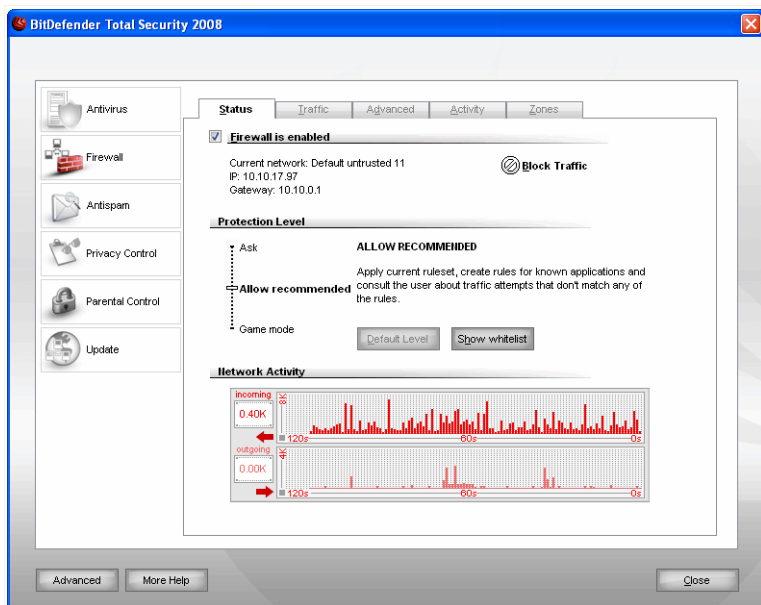 BitDefender Total Security 2008
Antivirus
Firewall
Antispam
Privacy Control
Parental Control
Update
Status Traffic Advanced Activity Zones
Firewall is enabled
Current network: Default untrusted 11
IP: 10.10.17.97
Gateway: 10.10.0.1
Block Traffic
Protection Level
Ask
Allow recommended
Game mode
ALLOW RECOMMENDED
Apply current ruleset, create rules for known applications and
consult the user about traffic attempts that don't match any of
the rules.
Default Level Show whitelist
Network Activity
incoming
0.40K
8K
120s 60s 0s
outgoing
0.00K
4K
120s 60s 0s
Advanced More Help Close